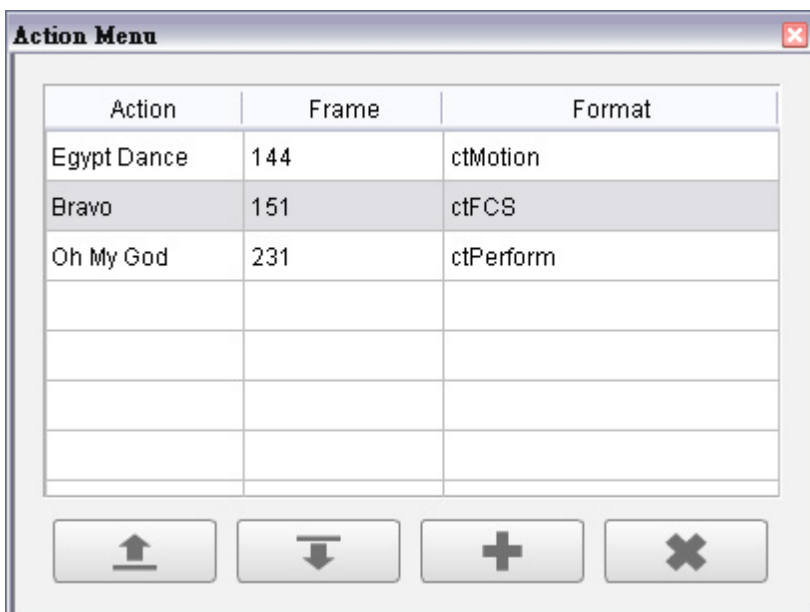 Action Menu
Action Frame Format
Egypt Dance 144 ctMotion
Bravo 151 ctFCS
Oh My God 231 ctPerform